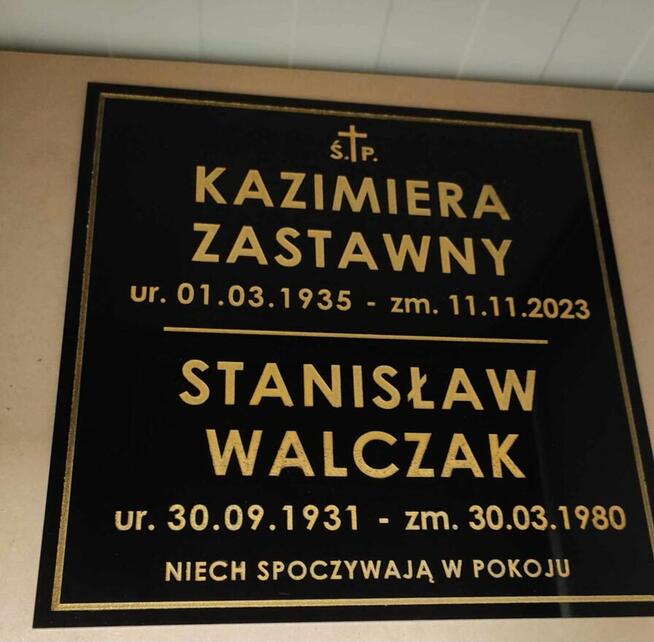 Ś. P.
KAZIMIERA
ZASTAWNY
ur. 01.03.1935 - zm. 11.11.2023
STANISŁAW
WALCZAK
ur. 30.09.1931 - zm. 30.03.1980
NIECH SPOCZYWAJĄ W POKOJU